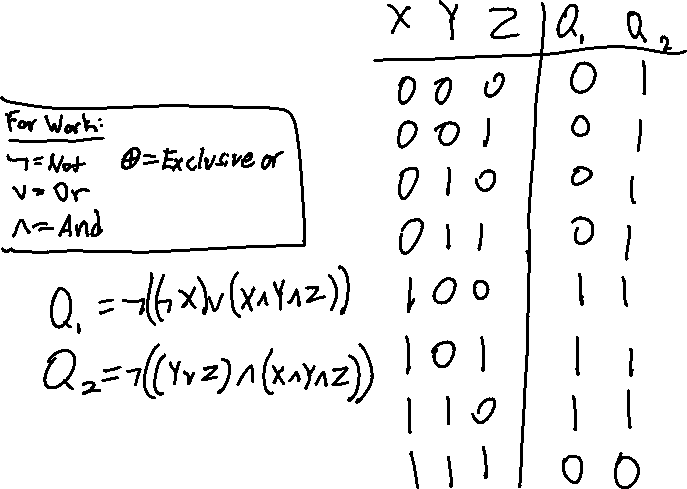 X Y Z Q₁ Q₂
0 0 0 0 1
0 0 1 0 1
0 1 0 0 1
0 1 1 0 1
1 0 0 1 1
1 0 1 1 1
1 1 0 1 1
1 1 1 0 0
For Work:
¬=Not ⊕=Exclusive or
∨=Or
∧=And
Q₁=¬((¬X)∨(X∧Y∧Z))
Q₂=¬((Y∨Z)∧(X∧Y∧Z))